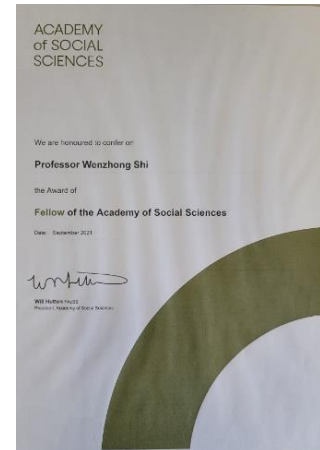 ACADEMY
of SOCIAL
SCIENCES
We are honoured to confer on
Professor Wenzhong Shi
the Award of
Fellow of the Academy of Social Sciences
Date: September
Will Hutton
President, Academy of Social Sciences